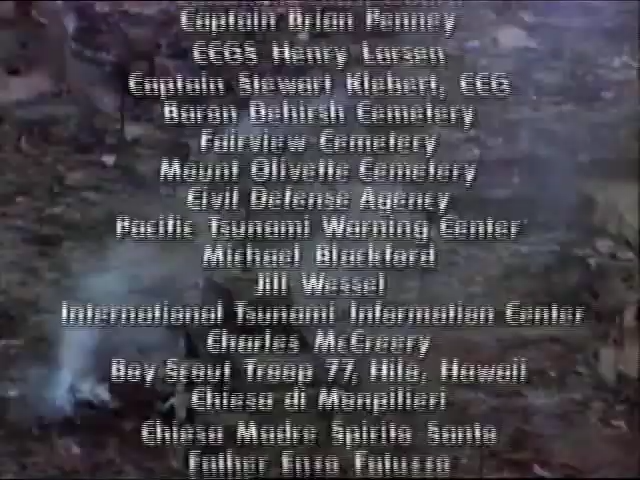 Captain Brian Penney
CCGS Henry Larsen
Captain Stewart Klebert, CCG
Baron Dehirsh Cemetery
Fairview Cemetery
Mount Olivette Cemetery
Civil Defense Agency
Pacific Tsunami Warning Center
Michael Blackford
Jill Wessel
International Tsunami Information Center
Charles McCreery
Boy Scout Troop 77, Hilo, Hawaii
Chiesa di Monpilieri
Chiesa Madre Spirito Santo
Father Enzo